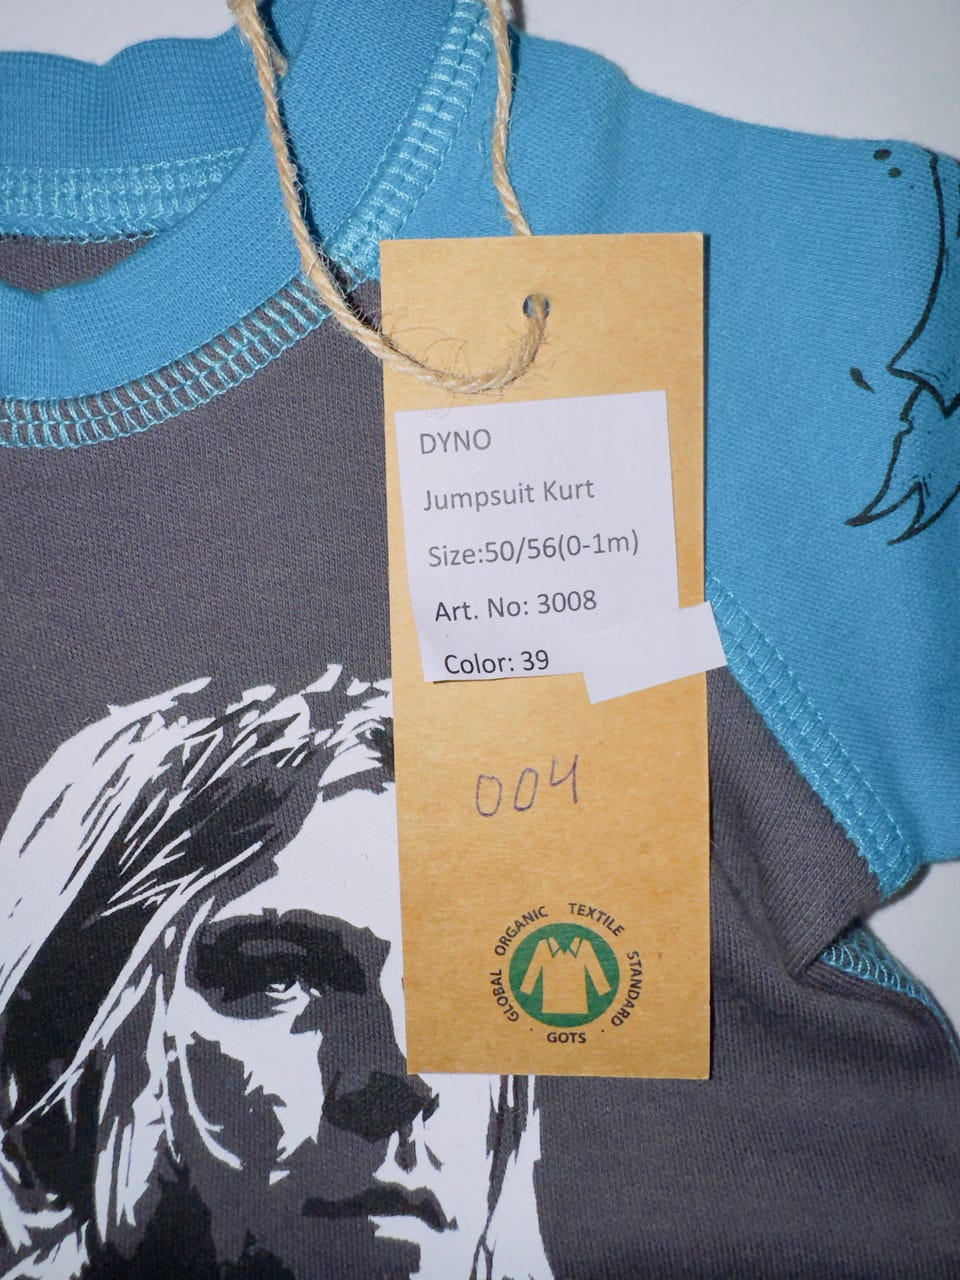 DYNO
Jumpsuit Kurt
Size:50/56(0-1m)
Art. No: 3008
Color: 39
004
GLOBAL ORGANIC TEXTILE STANDARD
· GOTS ·